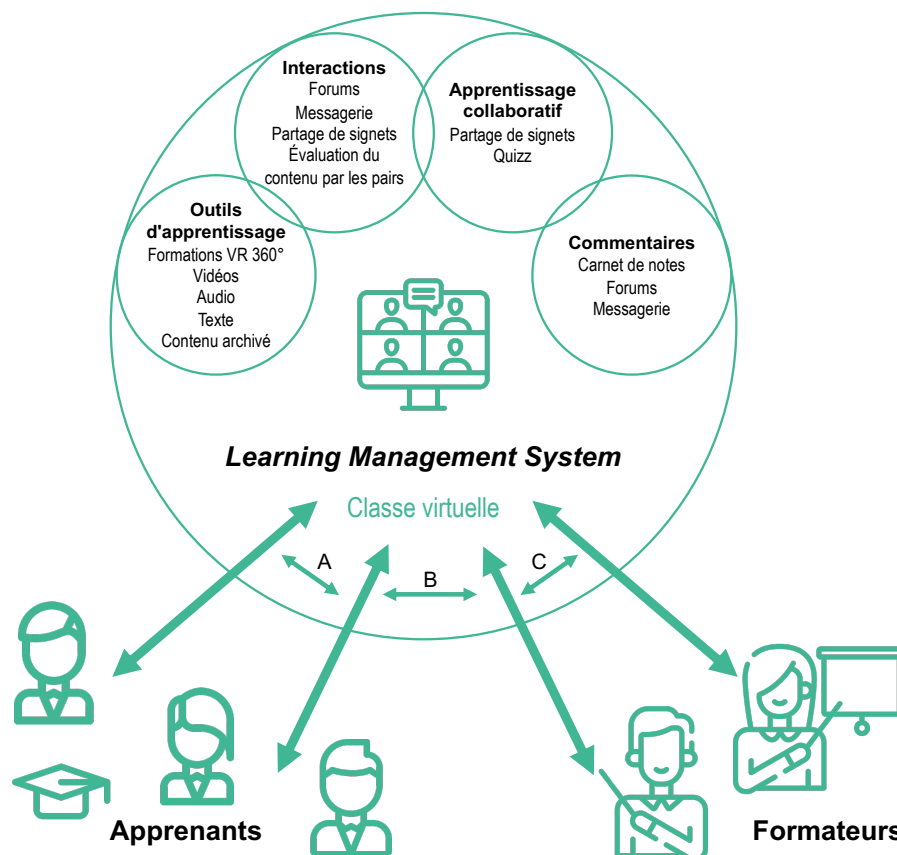 Interactions
Forums
Messagerie
Partage de signets
Évaluation du
contenu par les pairs
Apprentissage
collaboratif
Partage de signets
Quizz
Outils
d'apprentissage
Formations VR 360°
Vidéos
Audio
Texte
Contenu archivé
Commentaires
Carnet de notes
Forums
Messagerie
Learning Management System
Classe virtuelle
A
B
C
Apprenants
Formateurs